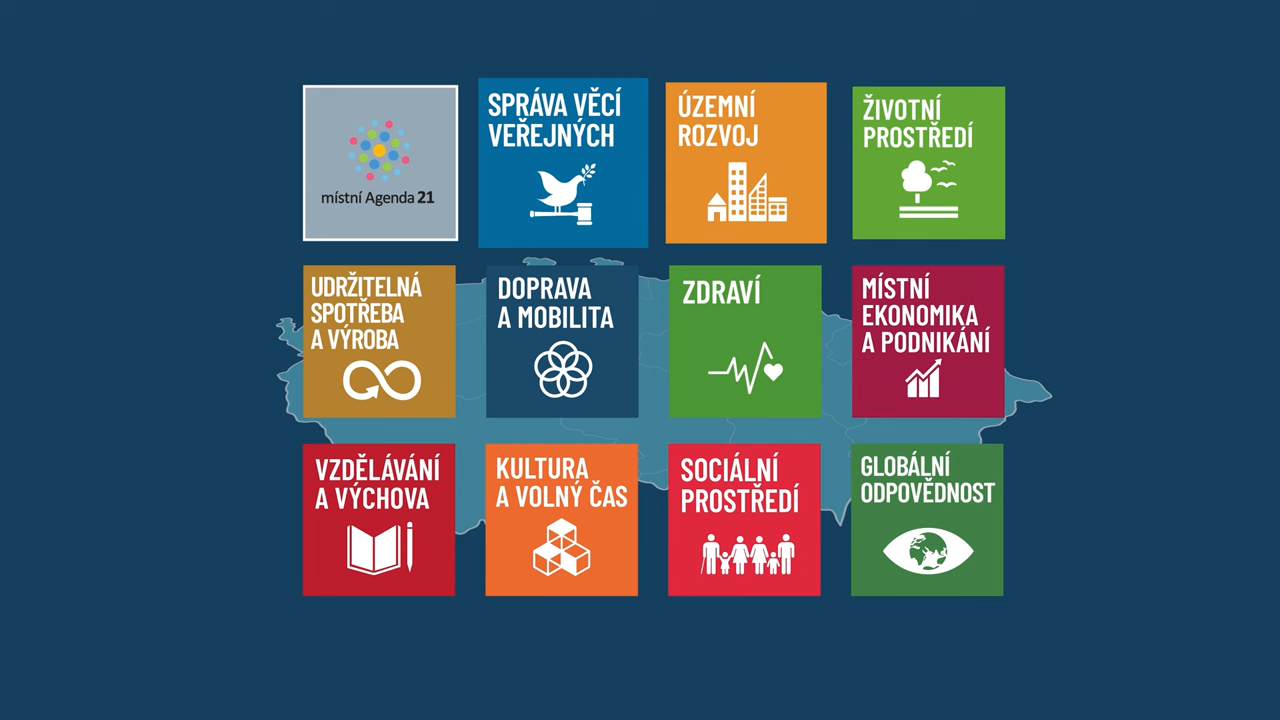 místní Agenda 21
SPRÁVA VĚCÍ
VEŘEJNÝCH
ÚZEMNÍ
ROZVOJ
ŽIVOTNÍ
PROSTŘEDÍ
UDRŽITELNÁ
SPOTŘEBA
A VÝROBA
DOPRAVA
A MOBILITA
ZDRAVÍ
MÍSTNÍ
EKONOMIKA
A PODNIKÁNÍ
VZDĚLÁVÁNÍ
A VÝCHOVA
KULTURA
A VOLNÝ ČAS
SOCIÁLNÍ
PROSTŘEDÍ
GLOBÁLNÍ
ODPOVĚDNOST